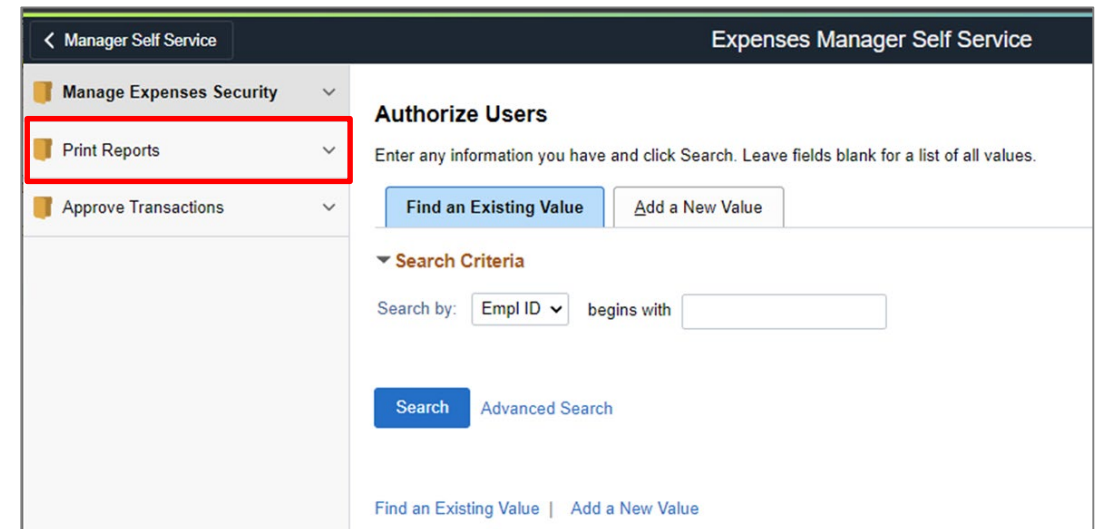 Manager Self Service
Expenses Manager Self Service
Manage Expenses Security
Print Reports
Approve Transactions
Authorize Users
Enter any information you have and click Search. Leave fields blank for a list of all values.
Find an Existing Value
Add a New Value
Search Criteria
Search by: Empl ID begins with
Search Advanced Search
Find an Existing Value | Add a New Value